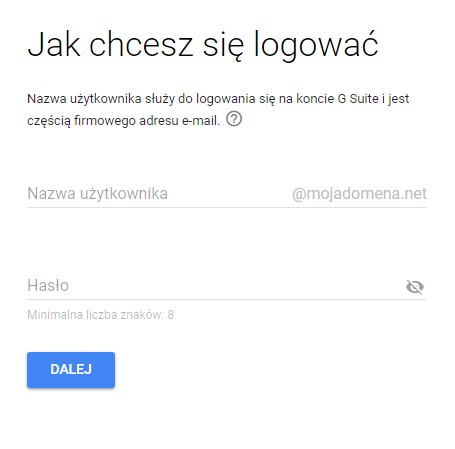 Jak chcesz się logować
Nazwa użytkownika służy do logowania się na koncie G Suite i jest
częścią firmowego adresu e-mail. ?
Nazwa użytkownika @mojadomena.net
Hasło
Minimalna liczba znaków: 8
DALEJ